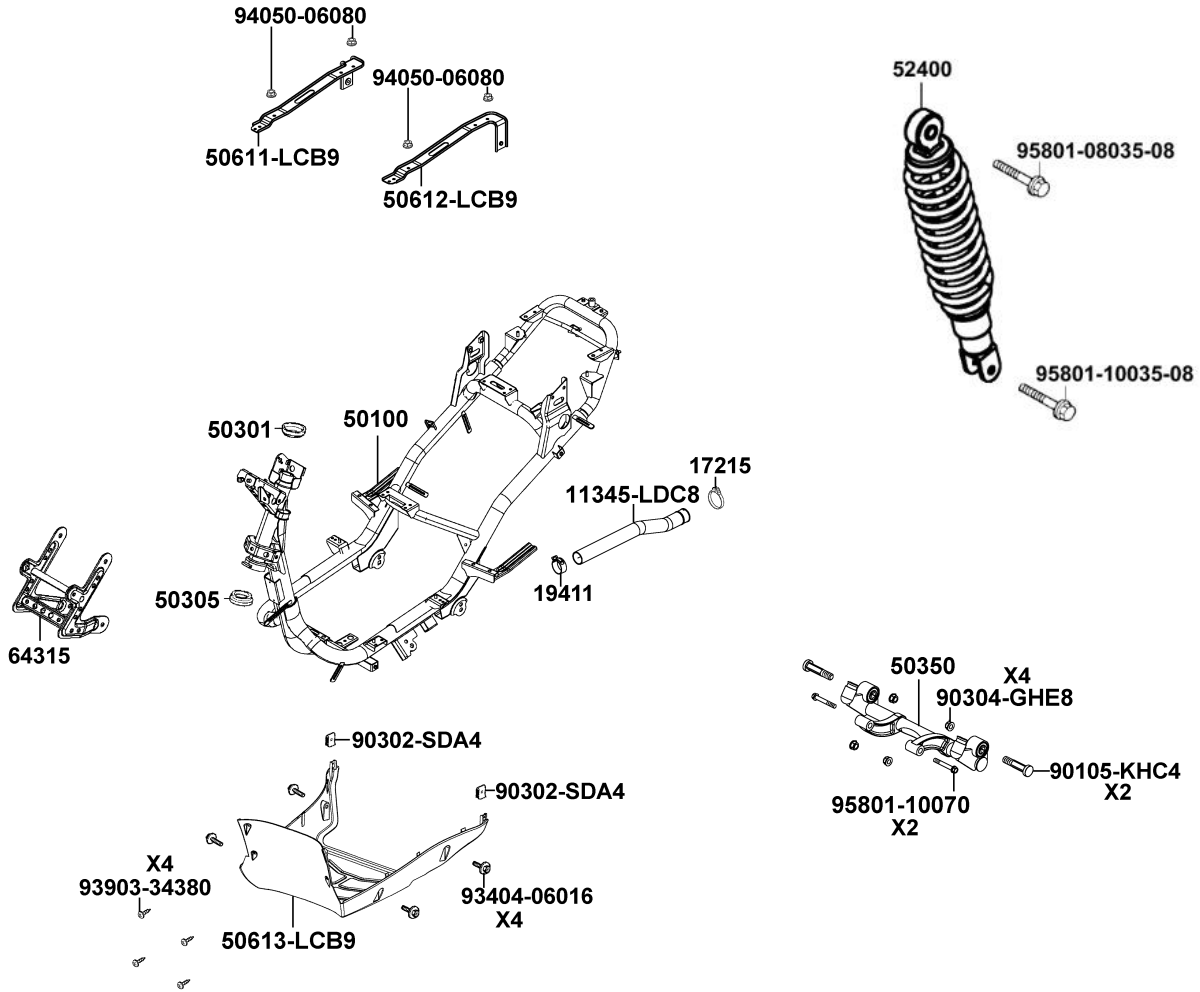 94050-06080
94050-06080
52400
95801-08035-08
50611-LCB9
50612-LCB9
95801-10035-08
50100
50301
17215
11345-LDC8
19411
50305
64315
50350
X4
90304-GHE8
90302-SDA4
90105-KHC4
X2
90302-SDA4
95801-10070
X2
X4
93903-34380
93404-06016
X4
50613-LCB9